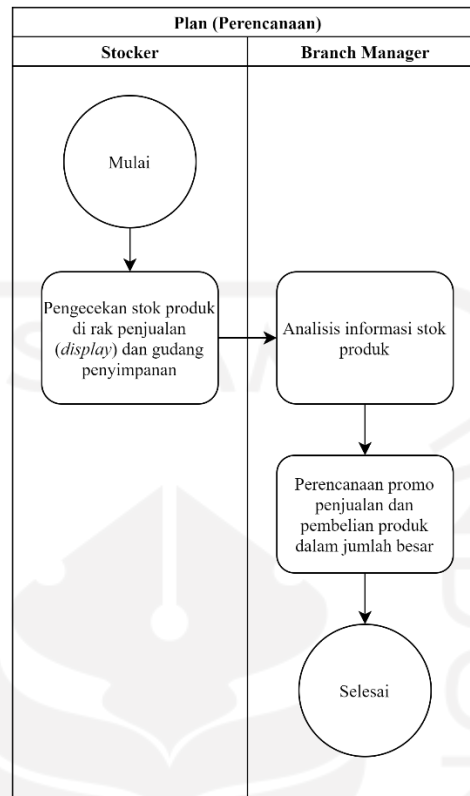 Plan (Perencanaan)
Stocker
Branch Manager
Mulai
Pengecekan stok produk
di rak penjualan
(display) dan gudang
penyimpanan
Analisis informasi stok
produk
Perencanaan promo
penjualan dan
pembelian produk
dalam jumlah besar
Selesai